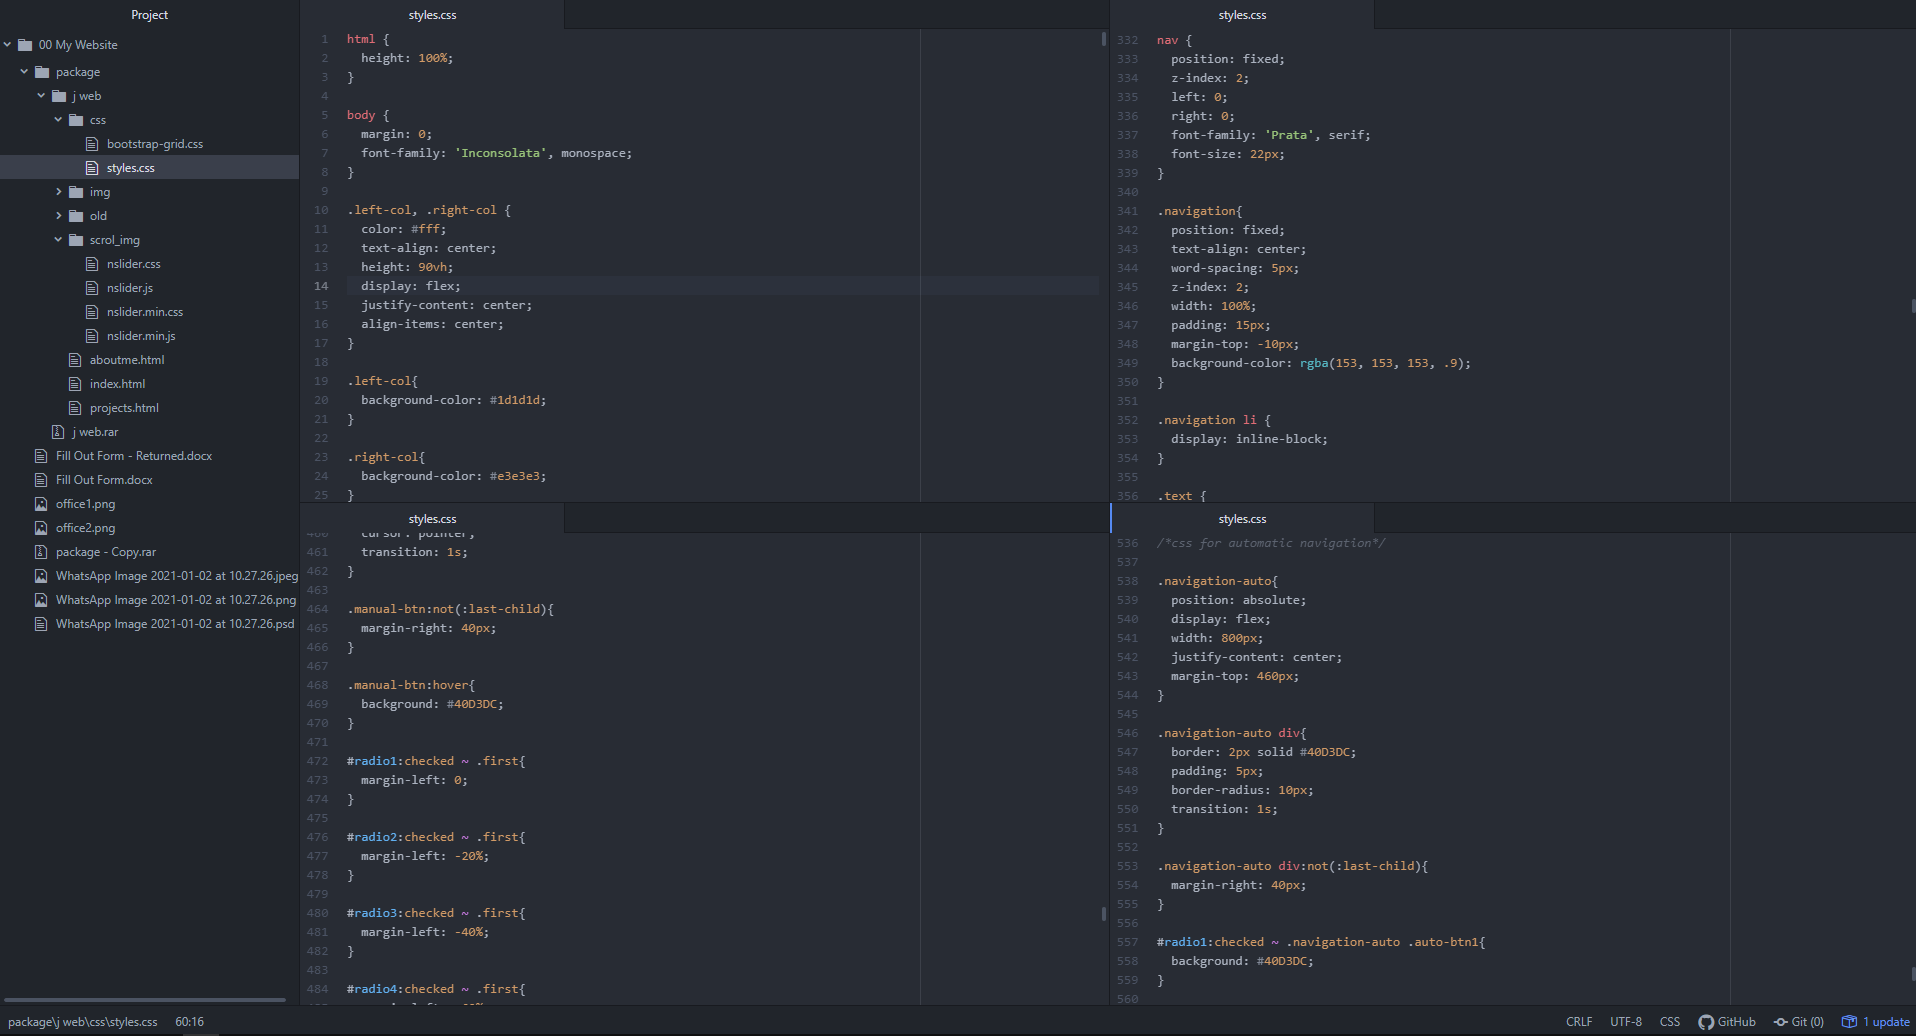 Project
00 My Website
package
j web
css
bootstrap-grid.css
styles.css
img
old
scrol_img
nslider.css
nslider.js
nslider.min.css
nslider.min.js
aboutme.html
index.html
projects.html
j web.rar
Fill Out Form - Returned.docx
Fill Out Form.docx
office1.png
office2.png
package - Copy.rar
WhatsApp Image 2021-01-02 at 10.27.26.jpeg
WhatsApp Image 2021-01-02 at 10.27.26.png
WhatsApp Image 2021-01-02 at 10.27.26.psd
styles.css
1 html {
2   height: 100%;
3 }
4
5 body {
6   margin: 0;
7   font-family: 'Inconsolata', monospace;
8 }
9
10 .left-col, .right-col {
11   color: #fff;
12   text-align: center;
13   height: 90vh;
14   display: flex;
15   justify-content: center;
16   align-items: center;
17 }
18
19 .left-col{
20   background-color: #1d1d1d;
21 }
22
23 .right-col{
24   background-color: #e3e3e3;
25 }
styles.css
332 nav {
333   position: fixed;
334   z-index: 2;
335   left: 0;
336   right: 0;
337   font-family: 'Prata', serif;
338   font-size: 22px;
339 }
340
341 .navigation{
342   position: fixed;
343   text-align: center;
344   word-spacing: 5px;
345   z-index: 2;
346   width: 100%;
347   padding: 15px;
348   margin-top: -10px;
349   background-color: rgba(153, 153, 153, .9);
350 }
351
352 .navigation li {
353   display: inline-block;
354 }
355
356 .text {
styles.css
460   cursor: pointer;
461   transition: 1s;
462 }
463
464 .manual-btn:not(:last-child){
465   margin-right: 40px;
466 }
467
468 .manual-btn:hover{
469   background: #40D3DC;
470 }
471
472 #radio1:checked ~ .first{
473   margin-left: 0;
474 }
475
476 #radio2:checked ~ .first{
477   margin-left: -20%;
478 }
479
480 #radio3:checked ~ .first{
481   margin-left: -40%;
482 }
483
484 #radio4:checked ~ .first{
styles.css
536 /*css for automatic navigation*/
537
538 .navigation-auto{
539   position: absolute;
540   display: flex;
541   width: 800px;
542   justify-content: center;
543   margin-top: 460px;
544 }
545
546 .navigation-auto div{
547   border: 2px solid #40D3DC;
548   padding: 5px;
549   border-radius: 10px;
550   transition: 1s;
551 }
552
553 .navigation-auto div:not(:last-child){
554   margin-right: 40px;
555 }
556
557 #radio1:checked ~ .navigation-auto .auto-btn1{
558   background: #40D3DC;
559 }
560
package\j web\css\styles.css 60:16 CRLF UTF-8 CSS GitHub Git (0) 1 update